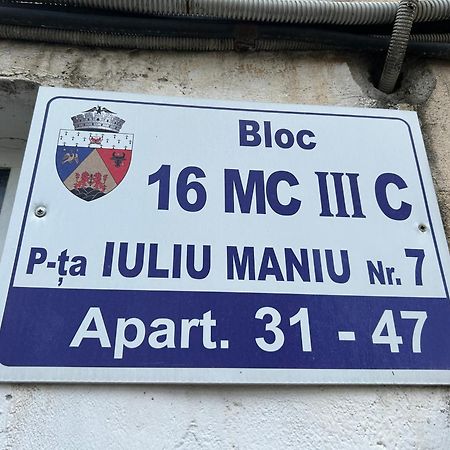 Bloc
16 MC III C
P-ța IULIU MANIU Nr. 7
Apart. 31 - 47